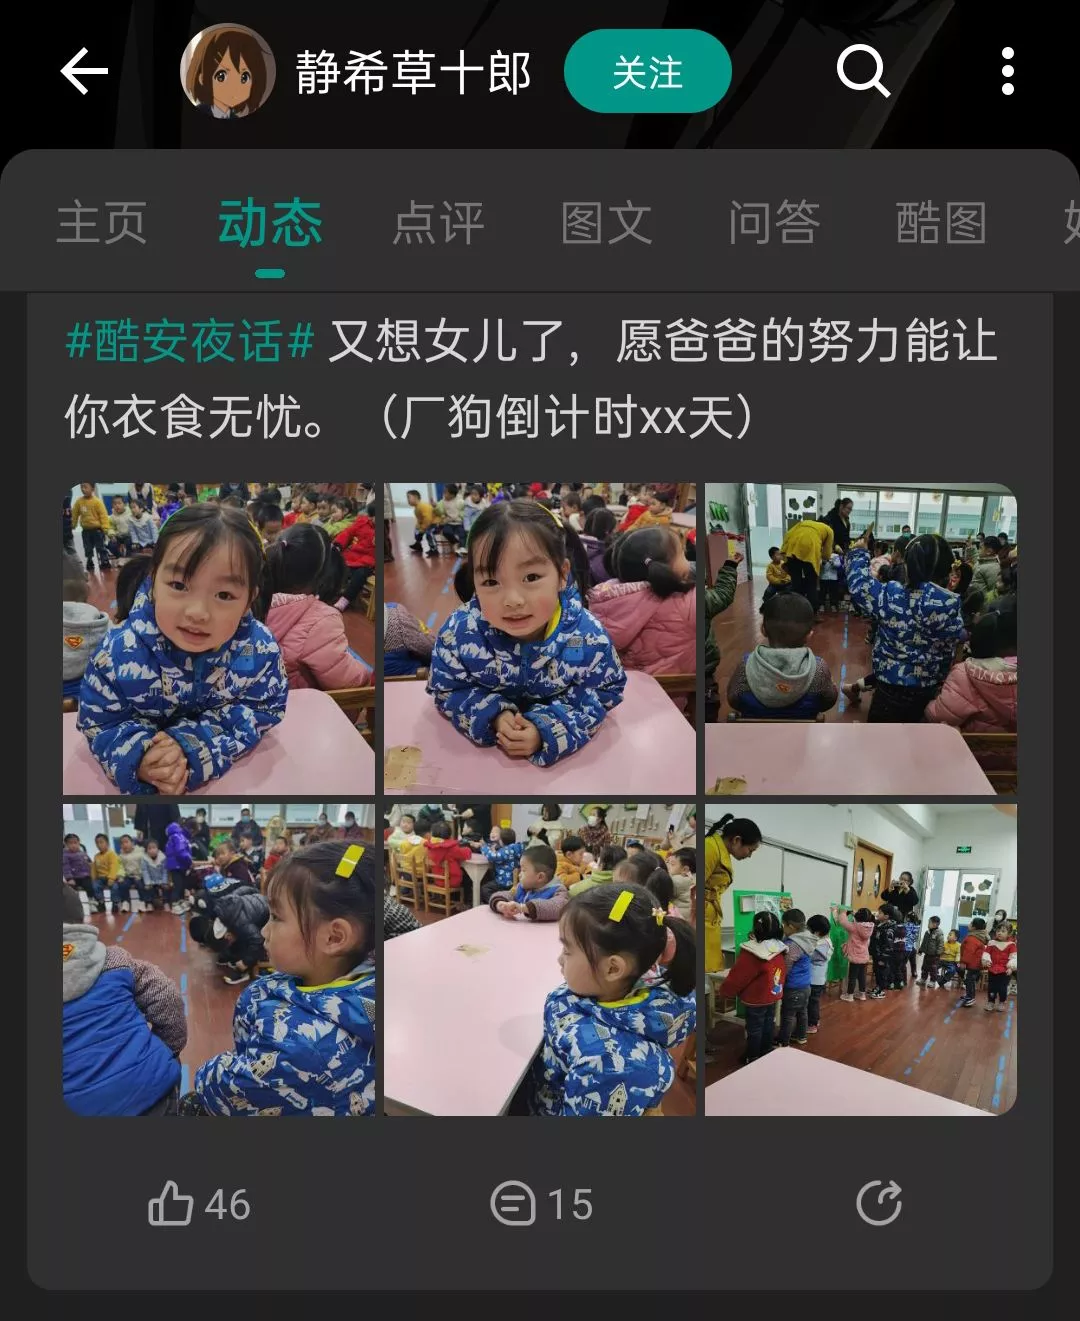 静希草十郎 关注
主页 动态 点评 图文 问答 酷图
#酷安夜话# 又想女儿了，愿爸爸的努力能让
你衣食无忧。（厂狗倒计时xx天）
46 15